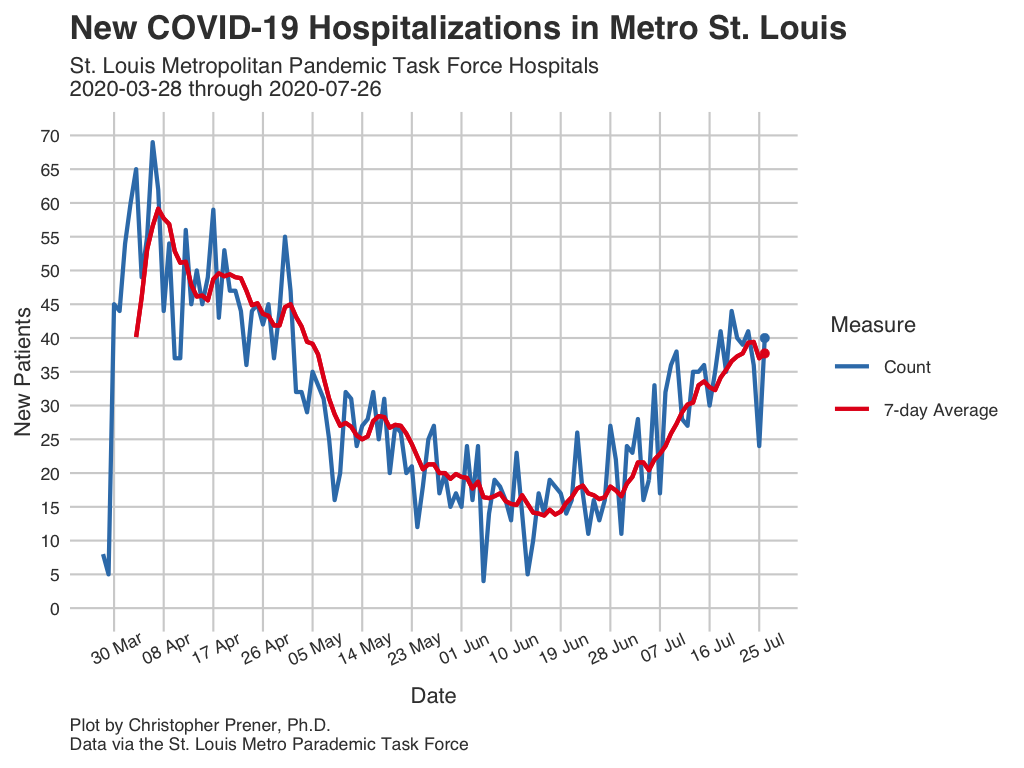 New COVID-19 Hospitalizations in Metro St. Louis
St. Louis Metropolitan Pandemic Task Force Hospitals
2020-03-28 through 2020-07-26
New Patients
70
65
60
55
50
45
40
35
30
25
20
15
10
5
0
30 Mar
08 Apr
17 Apr
26 Apr
05 May
14 May
23 May
01 Jun
10 Jun
19 Jun
28 Jun
07 Jul
16 Jul
25 Jul
Date
Measure
Count
7-day Average
Plot by Christopher Prener, Ph.D.
Data via the St. Louis Metro Parademic Task Force